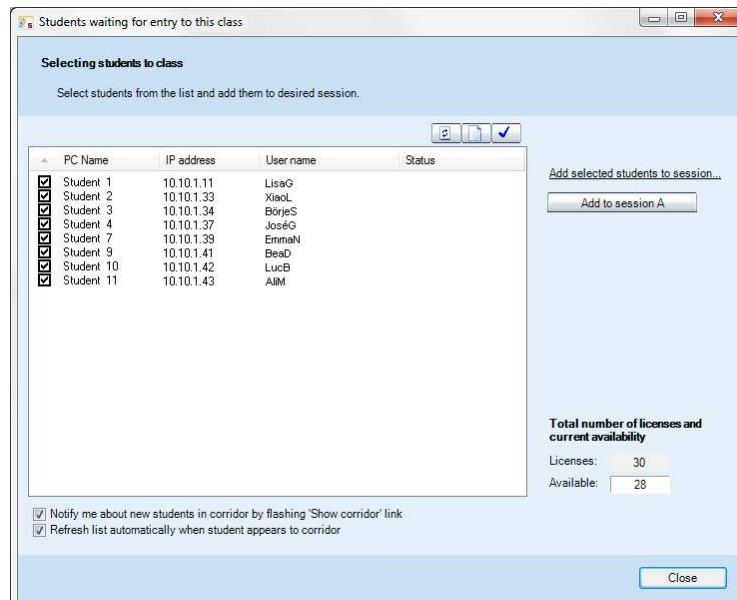 Students waiting for entry to this class
Selecting students to class
Select students from the list and add them to desired session.
PC Name IP address User name Status
Student 1 10.10.1.11 LisaG
Student 2 10.10.1.33 XiaoL
Student 3 10.10.1.34 BörjeS
Student 4 10.10.1.37 JoséG
Student 7 10.10.1.39 EmmaN
Student 9 10.10.1.41 BeaD
Student 10 10.10.1.42 LucB
Student 11 10.10.1.43 AliM
Add selected students to session...
Add to session A
Total number of licenses and
current availability
Licenses: 30
Available: 28
Notify me about new students in corridor by flashing 'Show corridor' link
Refresh list automatically when student appears to corridor
Close